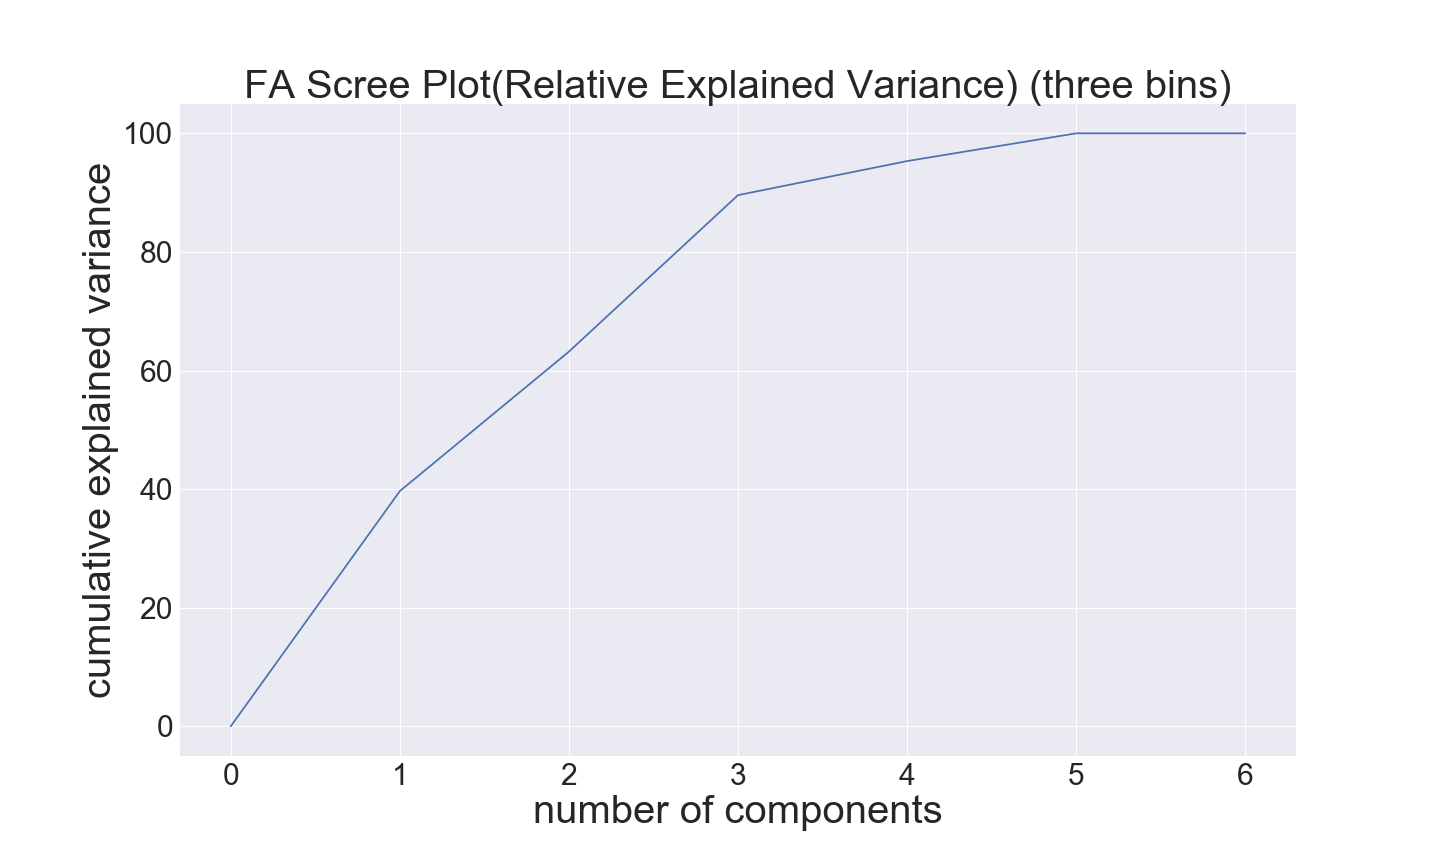 FA Scree Plot(Relative Explained Variance) (three bins)
100
80
60
40
20
0
cumulative explained variance
0 1 2 3 4 5 6
number of components